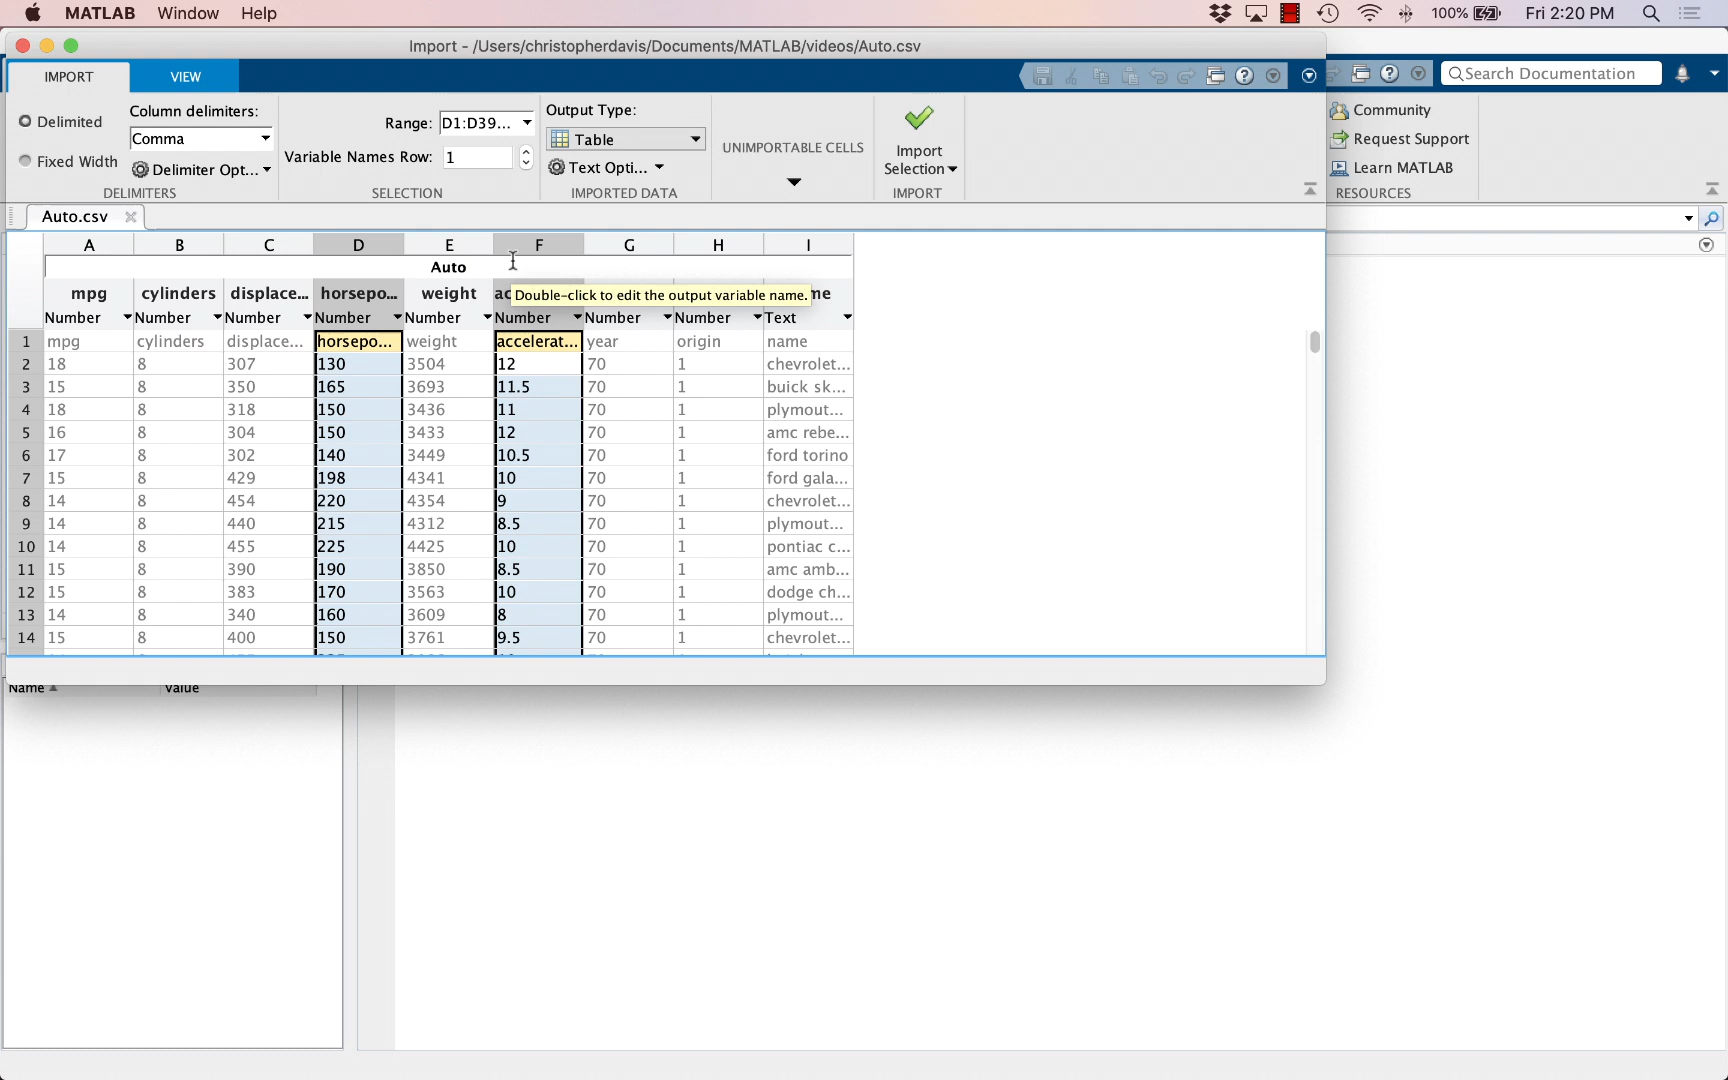 MATLAB Window Help 100% Fri 2:20 PM
Import - /Users/christopherdavis/Documents/MATLAB/videos/Auto.csv
IMPORT VIEW Search Documentation
Delimited
Fixed Width
Column delimiters:
Comma
Delimiter Opt...
DELIMITERS
Range: D1:D39...
Variable Names Row: 1
SELECTION
Output Type:
Table
Text Opti...
IMPORTED DATA
UNIMPORTABLE CELLS
Import
Selection
IMPORT
Community
Request Support
Learn MATLAB
RESOURCES
Auto.csv
A B C D E F G H I
Auto
mpg cylinders displace... horsepo... weight ac me
Double-click to edit the output variable name.
Number Number Number Number Number Number Number Number Text
1 mpg cylinders displace... horsepo... weight accelerat... year origin name
2 18 8 307 130 3504 12 70 1 chevrolet...
3 15 8 350 165 3693 11.5 70 1 buick sk...
4 18 8 318 150 3436 11 70 1 plymout...
5 16 8 304 150 3433 12 70 1 amc rebe...
6 17 8 302 140 3449 10.5 70 1 ford torino
7 15 8 429 198 4341 10 70 1 ford gala...
8 14 8 454 220 4354 9 70 1 chevrolet...
9 14 8 440 215 4312 8.5 70 1 plymout...
10 14 8 455 225 4425 10 70 1 pontiac c...
11 15 8 390 190 3850 8.5 70 1 amc amb...
12 15 8 383 170 3563 10 70 1 dodge ch...
13 14 8 340 160 3609 8 70 1 plymout...
14 15 8 400 150 3761 9.5 70 1 chevrolet...
Name Value